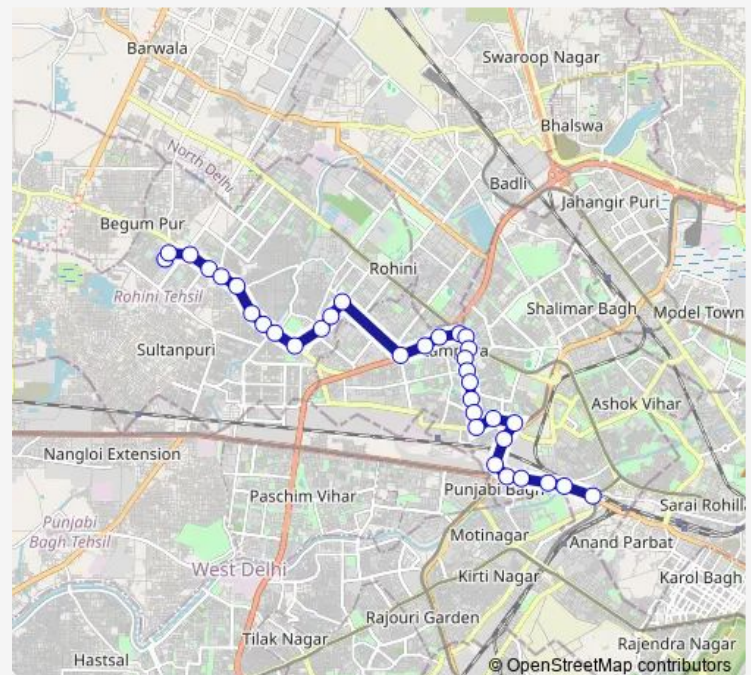 Barwala
Swaroop Nagar
Bhalswa
North Delhi
Badli
Jahangir Puri
Begum Pur
Rohini
Rohini Tehsil
Shalimar Bagh
Model Town
Sultanpuri
Ashok Vihar
Nangloi Extension
Punjabi Bagh
Paschim Vihar
Sarai Rohill
Punjabi
Bagh Tehsil
Motinagar
Anand Parbat
West Delhi
Kirti Nagar
Karol Bagh
Rajouri Garden
Tilak Nagar
Rajendra Nagar
Hastsal
© OpenStreetMap contributors